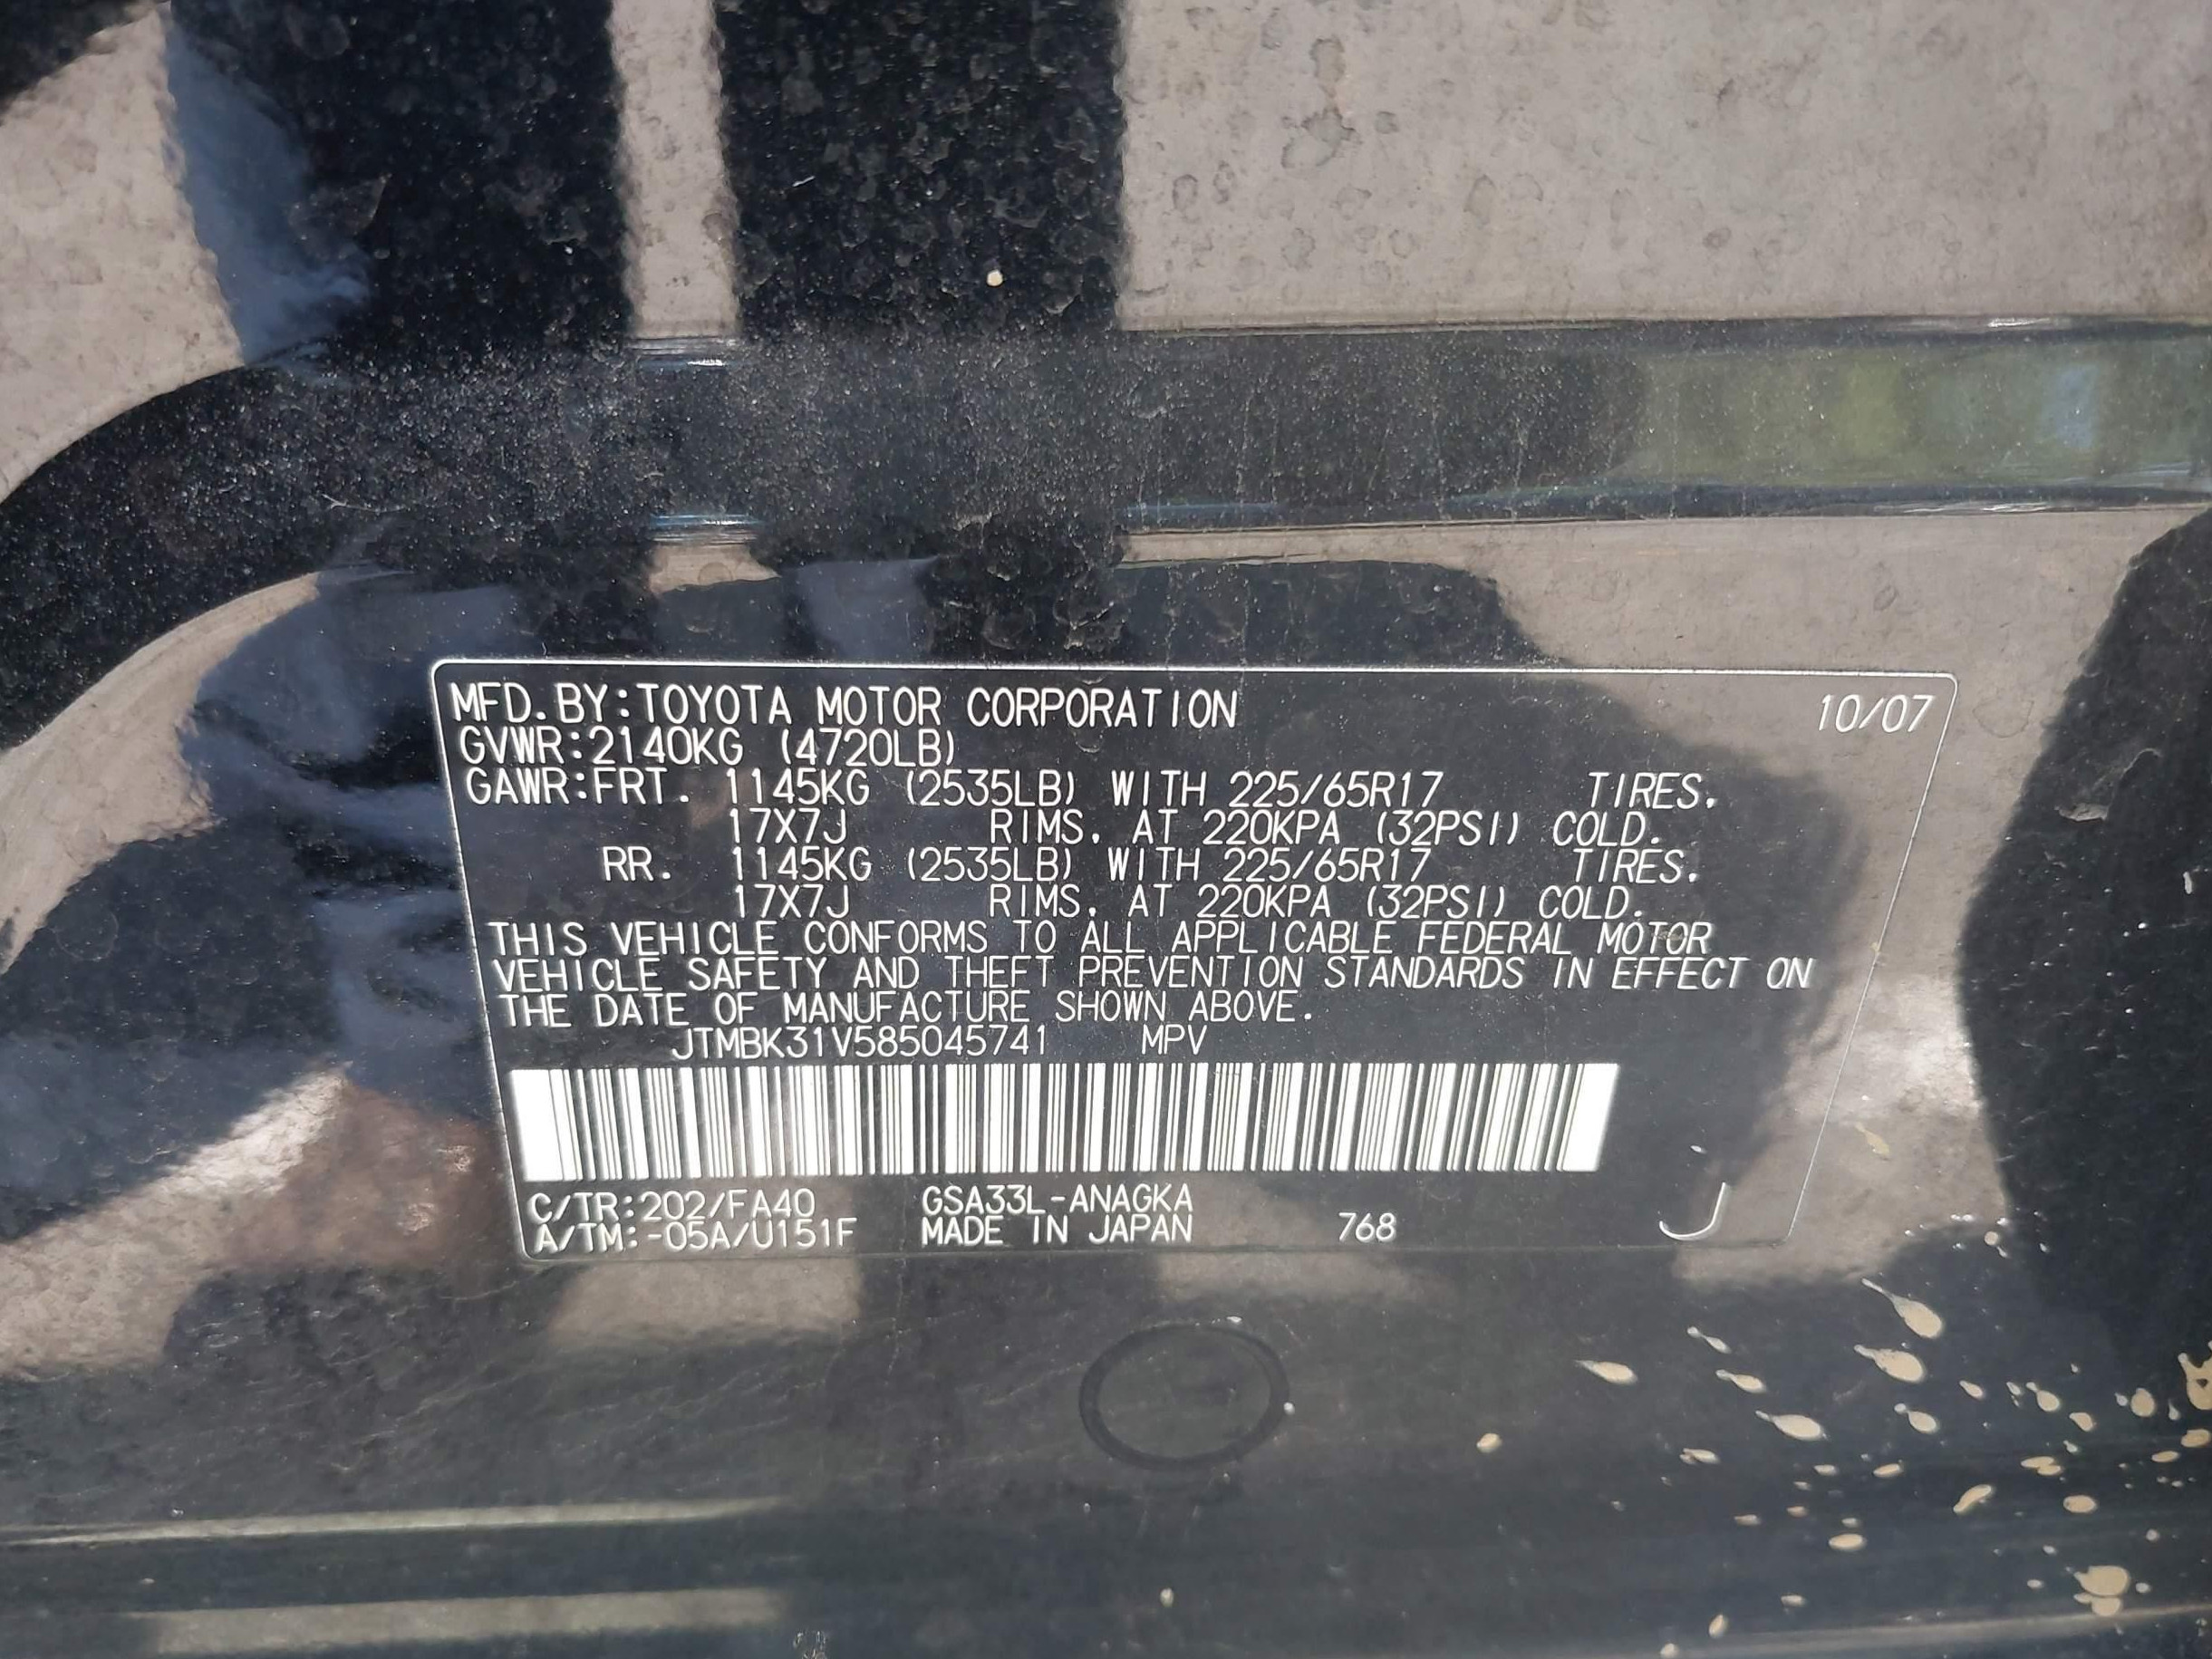 MFD.BY:TOYOTA MOTOR CORPORATION 10/07
GVWR:2140KG (4720LB)
GAWR:FRT. 1145KG (2535LB) WITH 225/65R17 TIRES.
17X7J RIMS. AT 220KPA (32PSI) COLD.
RR. 1145KG (2535LB) WITH 225/65R17 TIRES.
17X7J RIMS. AT 220KPA (32PSI) COLD.
THIS VEHICLE CONFORMS TO ALL APPLICABLE FEDERAL MOTOR
VEHICLE SAFETY AND THEFT PREVENTION STANDARDS IN EFFECT ON
THE DATE OF MANUFACTURE SHOWN ABOVE.
JTMBK31V585045741 MPV
C/TR:202/FA40 GSA33L-ANAGKA
A/TM:-05A/U151F MADE IN JAPAN 768 J